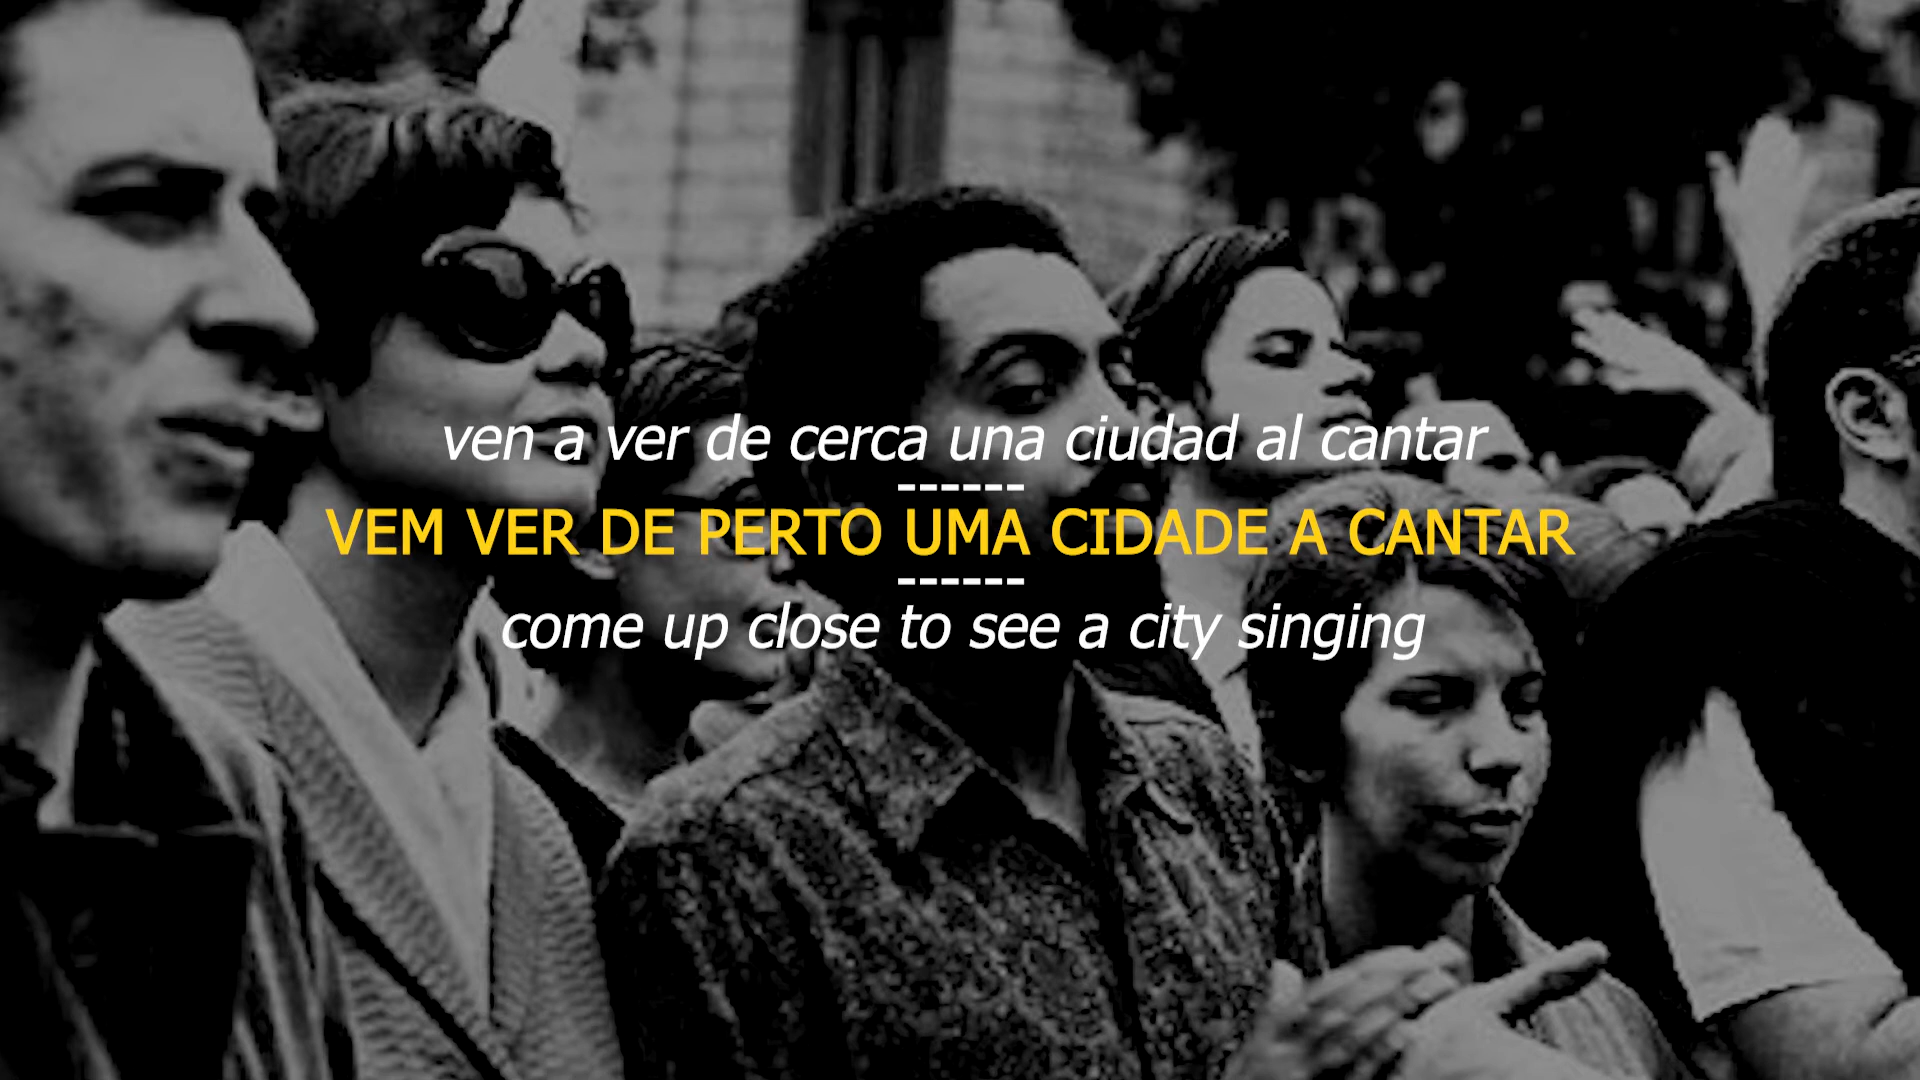 ven a ver de cerca una ciudad al cantar
------
VEM VER DE PERTO UMA CIDADE A CANTAR
------
come up close to see a city singing